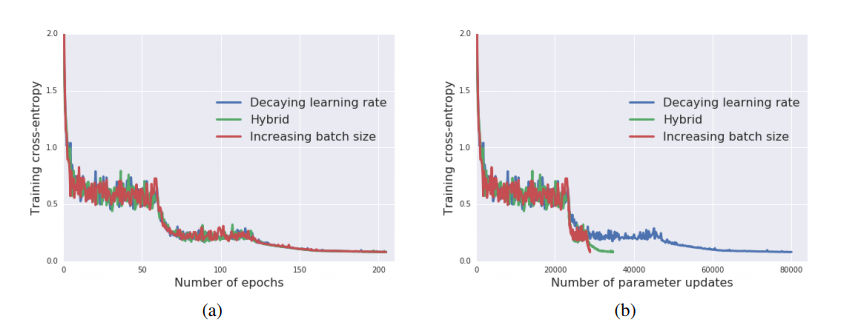 2.0
1.5
1.0
0.5
0.0
Training cross-entropy
Decaying learning rate
Hybrid
Increasing batch size
0 50 100 150 200
Number of epochs
(a)
2.0
1.5
1.0
0.5
0.0
Training cross-entropy
Decaying learning rate
Hybrid
Increasing batch size
0 20000 40000 60000 80000
Number of parameter updates
(b)